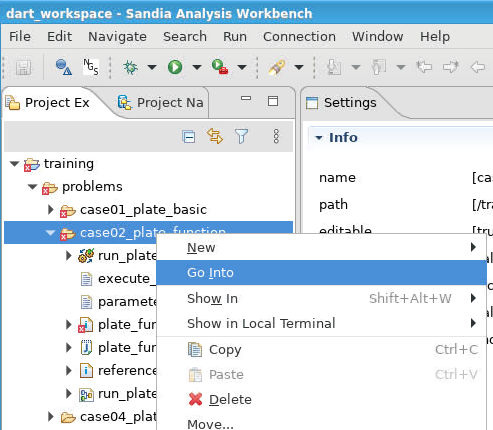 dart_workspace - Sandia Analysis Workbench
File Edit Navigate Search Run Connection Window Help
NGS
Project Ex Project Na Settings
Info
training
problems
name [ca
case01_plate_basic
path [/tra
case02_plate_function
editable [tru
New
run_plate
Go Into
execute_
Show In Shift+Alt+W
paramete
Show in Local Terminal
plate_fur
plate_fur
Copy Ctrl+C
reference
Paste Ctrl+V
run_plate
Delete
case04_plat
Move...